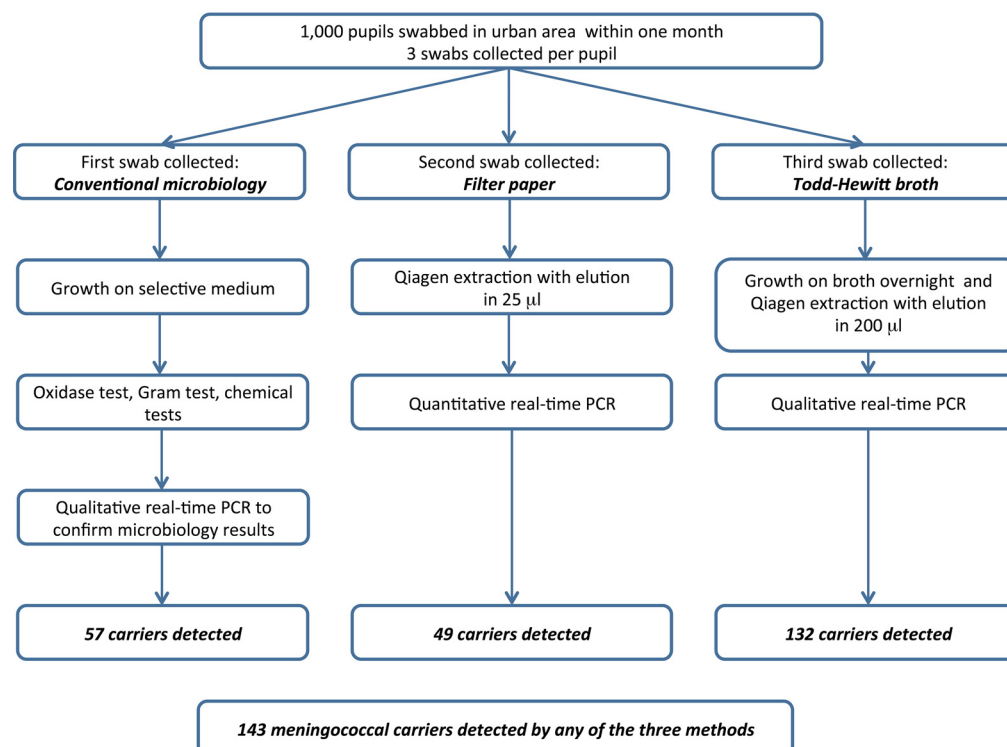 1,000 pupils swabbed in urban area within one month
3 swabs collected per pupil
First swab collected:
Conventional microbiology
Second swab collected:
Filter paper
Third swab collected:
Todd-Hewitt broth
Growth on selective medium
Qiagen extraction with elution
in 25 µl
Growth on broth overnight and
Qiagen extraction with elution
in 200 µl
Oxidase test, Gram test, chemical
tests
Quantitative real-time PCR
Qualitative real-time PCR
Qualitative real-time PCR to
confirm microbiology results
57 carriers detected
49 carriers detected
132 carriers detected
143 meningococcal carriers detected by any of the three methods